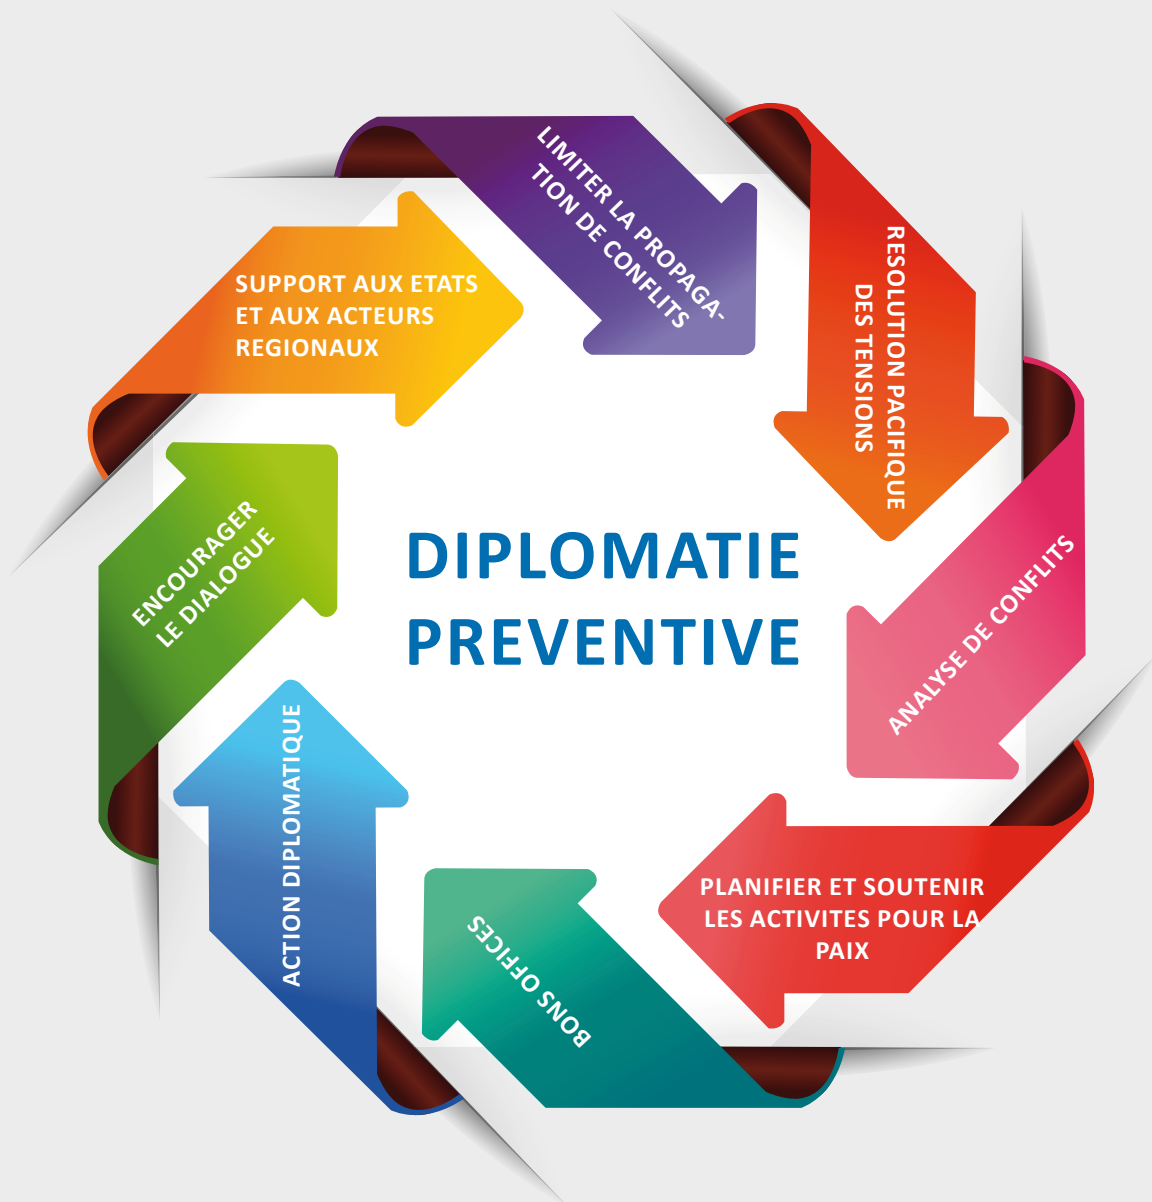 LIMITER LA PROPAGA-
TION DE CONFLITS
RESOLUTION PACIFIQUE
DES TENSIONS
ANALYSE DE CONFLITS
PLANIFIER ET SOUTENIR
LES ACTIVITES POUR LA
PAIX
BONS OFFICES
ACTION DIPLOMATIQUE
ENCOURAGER
LE DIALOGUE
SUPPORT AUX ETATS
ET AUX ACTEURS
REGIONAUX
DIPLOMATIE
PREVENTIVE